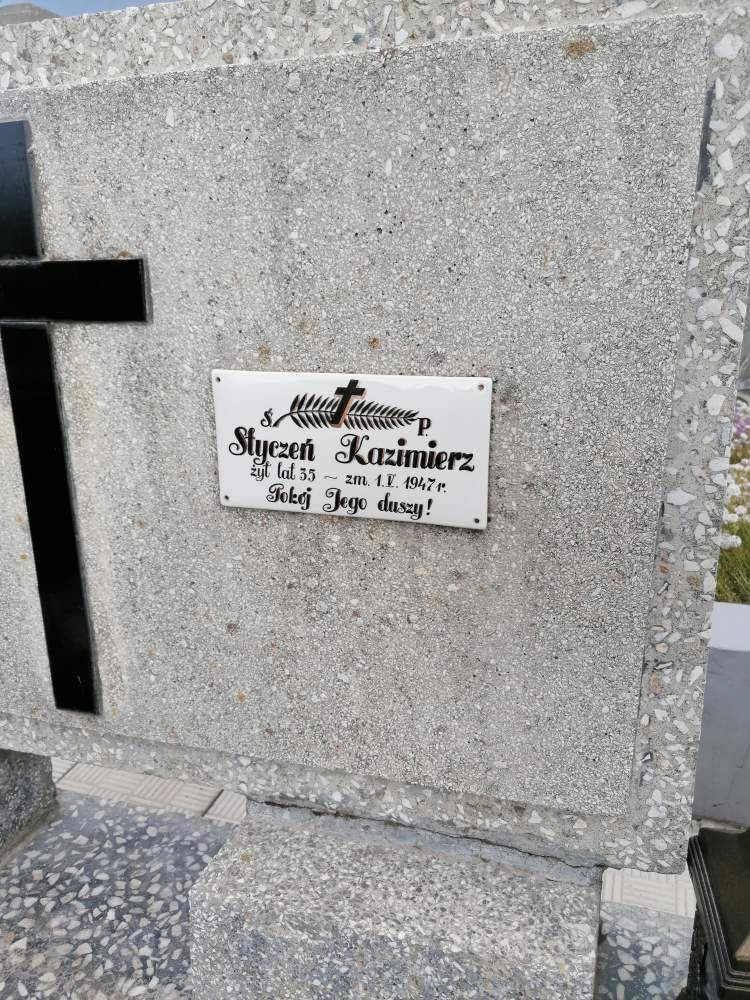 Ś. P.
Styczeń Kazimierz
żył lat 35 ~ zm. 1. V. 1947 r.
Pokój Jego duszy!